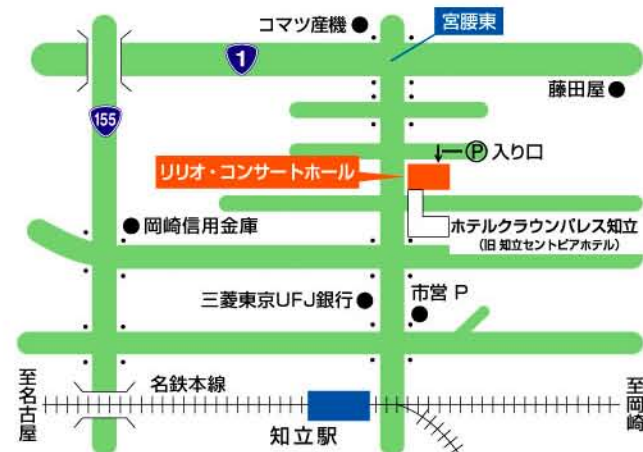 コマツ産機
宮腰東
1
藤田屋
155
P 入り口
リリオ・コンサートホール
岡崎信用金庫
ホテルクラウンパレス知立
(旧 知立セントピアホテル)
三菱東京UFJ銀行
市営 P
至名古屋
名鉄本線
知立駅
至岡崎